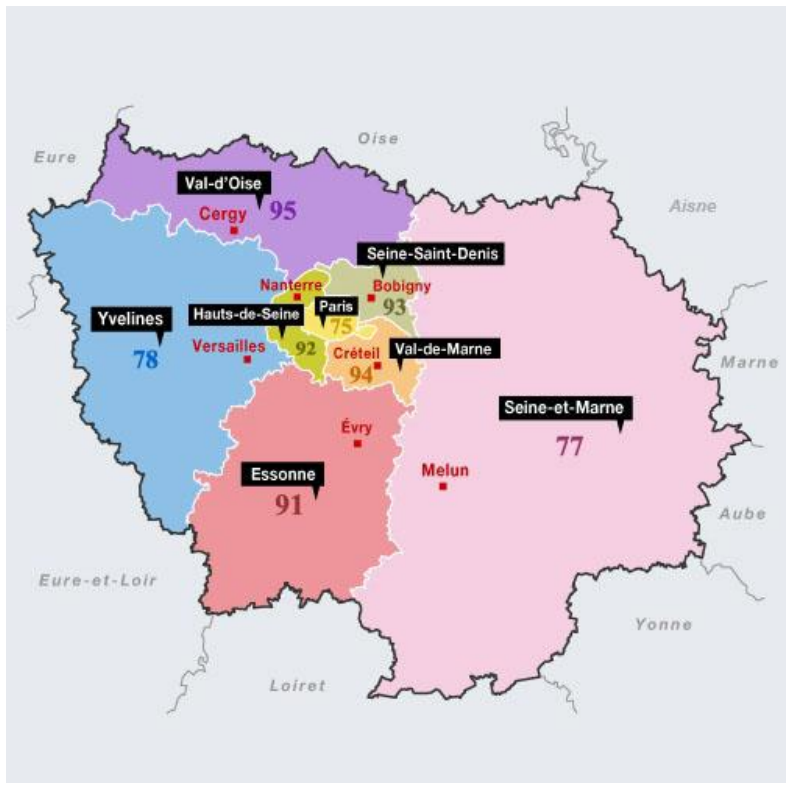 Oise
Eure
Val-d'Oise
95
Cergy
Aisne
Seine-Saint-Denis
Nanterre
Bobigny
93
Paris
75
Hauts-de-Seine
92
Yvelines
78
Versailles
Créteil
94
Val-de-Marne
Marne
Seine-et-Marne
77
Évry
Melun
Essonne
91
Aube
Eure-et-Loir
Yonne
Loiret